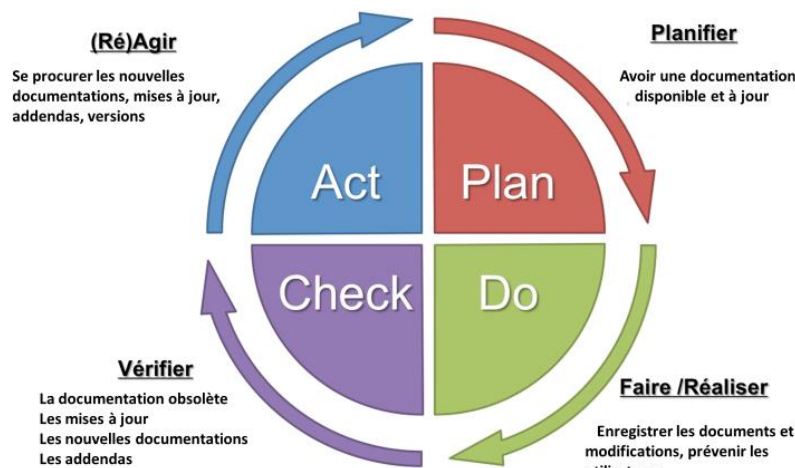 (Ré)Agir
Se procurer les nouvelles
documentations, mises à jour,
addendas, versions
Planifier
Avoir une documentation
disponible et à jour
Act
Plan
Check
Do
Vérifier
La documentation obsolète
Les mises à jour
Les nouvelles documentations
Les addendas
Faire /Réaliser
Enregistrer les documents et
modifications, prévenir les